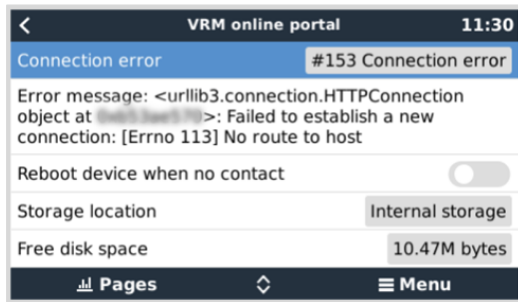 VRM online portal 11:30
Connection error #153 Connection error
Error message: <urllib3.connection.HTTPConnection
object at >: Failed to establish a new
connection: [Errno 113] No route to host
Reboot device when no contact
Storage location Internal storage
Free disk space 10.47M bytes
Pages Menu